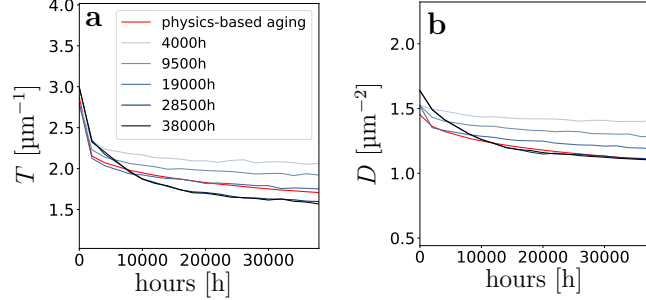 a
physics-based aging
4000h
9500h
19000h
28500h
38000h
4.0
3.5
3.0
2.5
2.0
1.5
T [µm⁻¹]
0 10000 20000 30000
hours [h]
b
2.0
1.5
1.0
0.5
D [µm⁻²]
0 10000 20000 30000
hours [h]